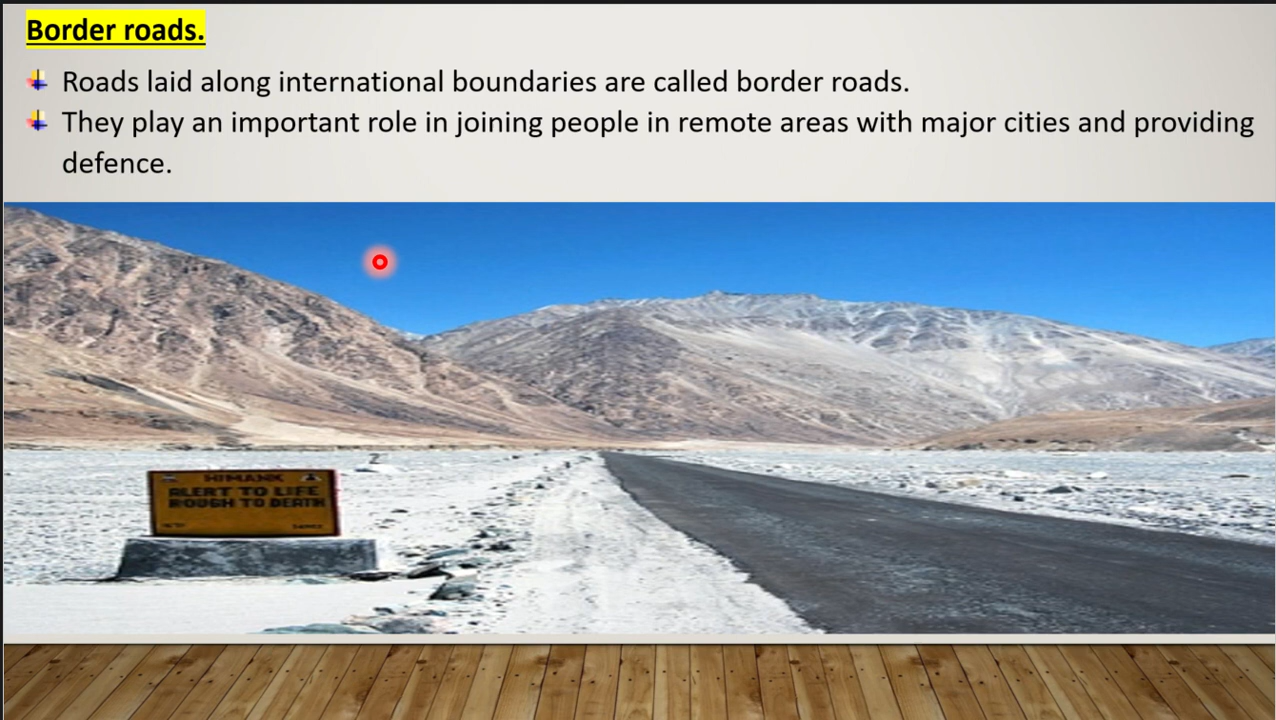 Border roads.
Roads laid along international boundaries are called border roads.
They play an important role in joining people in remote areas with major cities and providing
defence.
HIMANK
ALERT TO LIFE
ROUGH TO DEATH